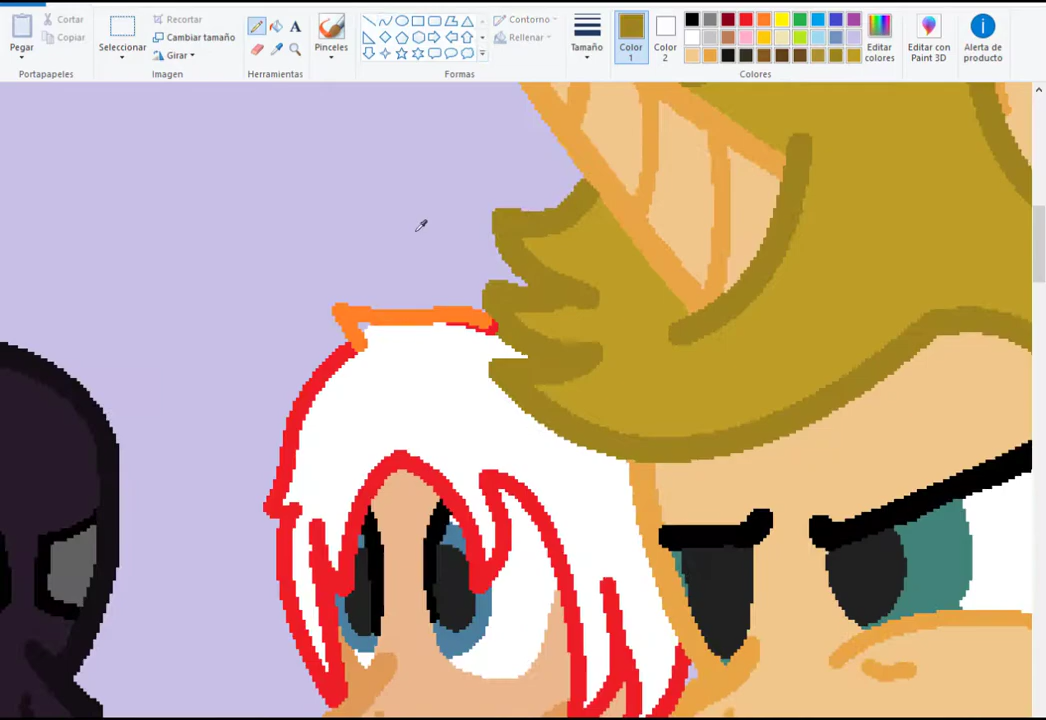 Pegar
Cortar
Copiar
Portapapeles
Seleccionar
Recortar
Cambiar tamaño
Girar
Imagen
A
Herramientas
Pinceles
Contorno
Rellenar
Formas
Tamaño
Color
1
Color
2
Colores
Editar
colores
Editar con
Paint 3D
Alerta de
producto